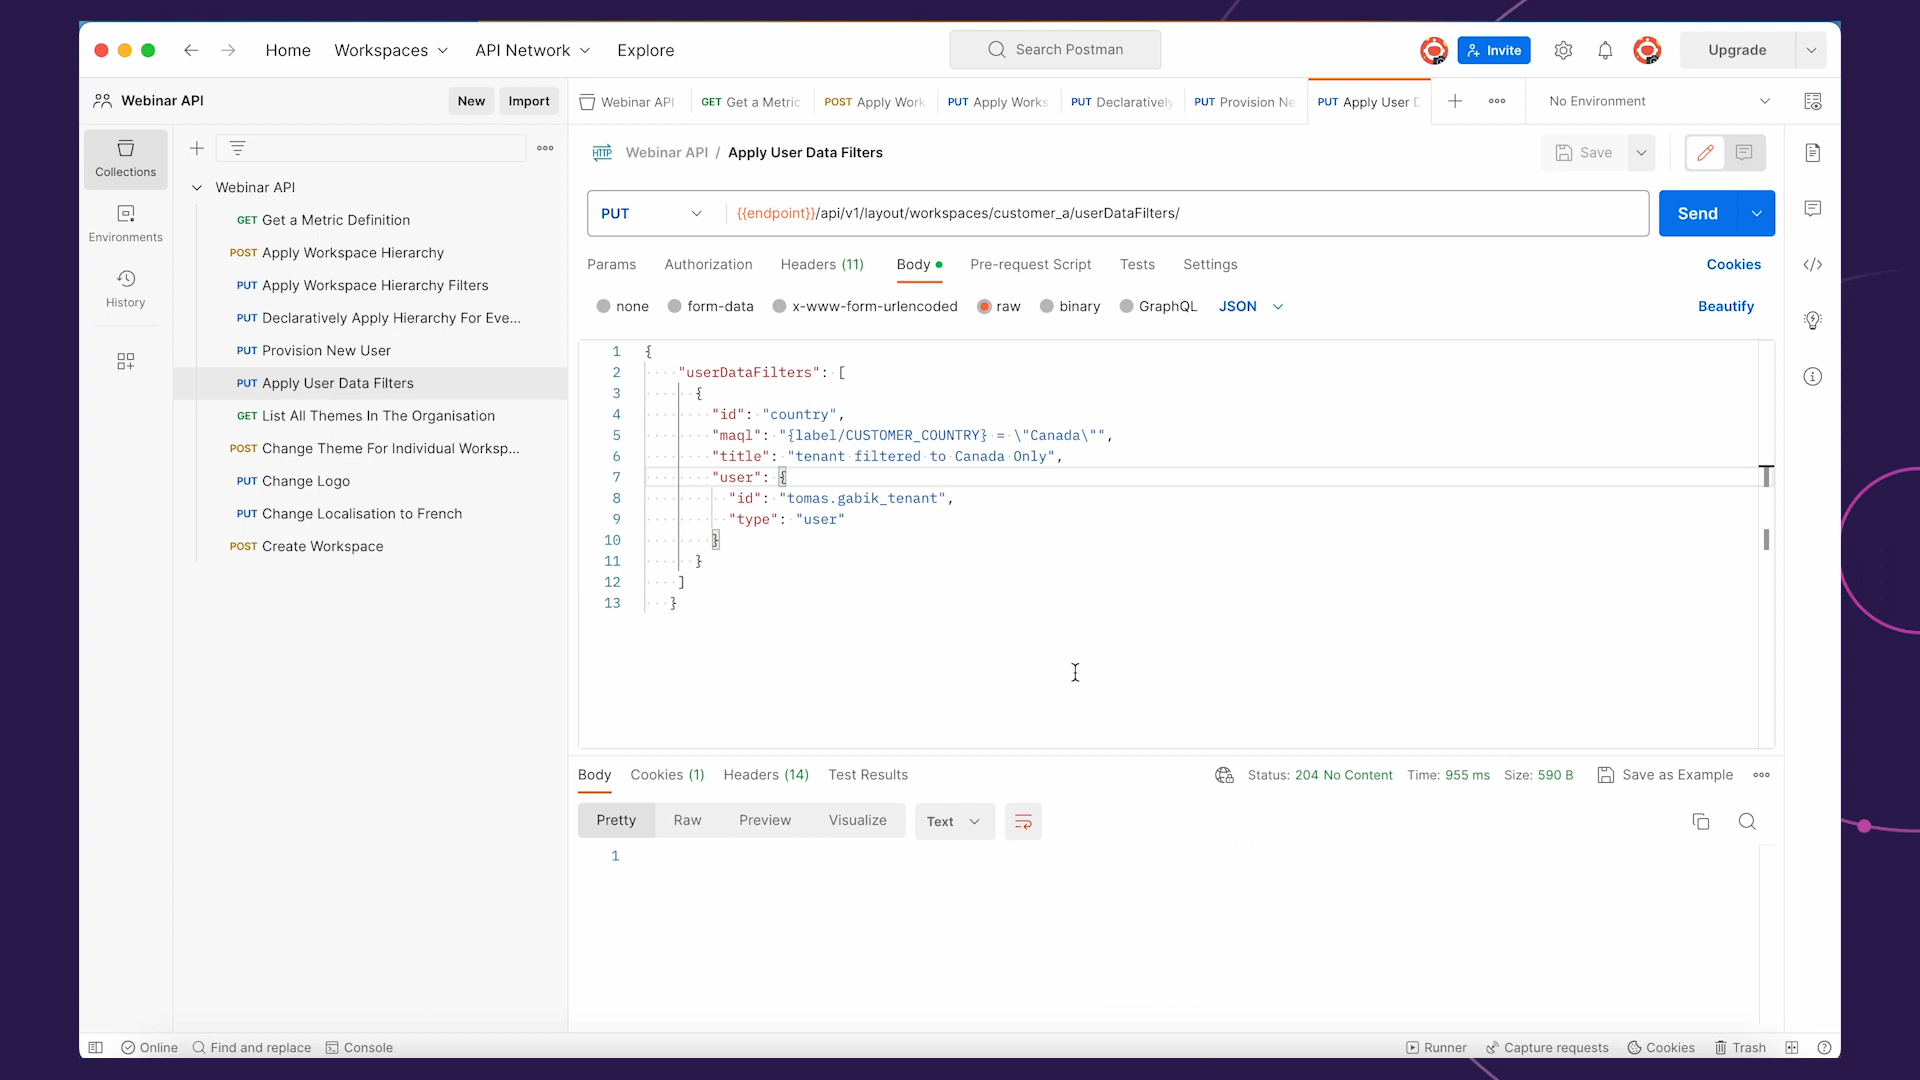 Home Workspaces API Network Explore Search Postman Invite Upgrade
Webinar API New Import
Webinar API GET Get a Metric POST Apply Work PUT Apply Works PUT Declaratively PUT Provision Ne PUT Apply User D No Environment
Collections
Environments
History
Webinar API
GET Get a Metric Definition
POST Apply Workspace Hierarchy
PUT Apply Workspace Hierarchy Filters
PUT Declaratively Apply Hierarchy For Eve...
PUT Provision New User
PUT Apply User Data Filters
GET List All Themes In The Organisation
POST Change Theme For Individual Worksp...
PUT Change Logo
PUT Change Localisation to French
POST Create Workspace
HTTP Webinar API / Apply User Data Filters Save
PUT {{endpoint}}/api/v1/layout/workspaces/customer_a/userDataFilters/ Send
Params Authorization Headers (11) Body Pre-request Script Tests Settings Cookies
none form-data x-www-form-urlencoded raw binary GraphQL JSON Beautify
1 {
2 "userDataFilters": [
3 {
4 "id": "country",
5 "maql": "{label/CUSTOMER_COUNTRY} = \"Canada\"",
6 "title": "tenant filtered to Canada Only",
7 "user": {
8 "id": "tomas.gabik_tenant",
9 "type": "user"
10 }
11 }
12 ]
13 }
Body Cookies (1) Headers (14) Test Results Status: 204 No Content Time: 955 ms Size: 590 B Save as Example
Pretty Raw Preview Visualize Text
1
Online Find and replace Console Runner Capture requests Cookies Trash